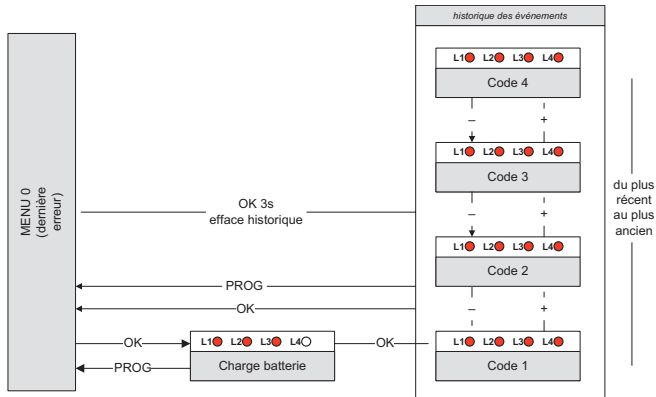 historique des événements
L1 L2 L3 L4
Code 4
–
+
L1 L2 L3 L4
Code 3
–
+
L1 L2 L3 L4
Code 2
–
+
L1 L2 L3 L4
Code 1
du plus
récent
au plus
ancien
MENU 0
(dernière
erreur)
OK 3s
efface historique
PROG
OK
OK
L1 L2 L3 L4
Charge batterie
OK
PROG